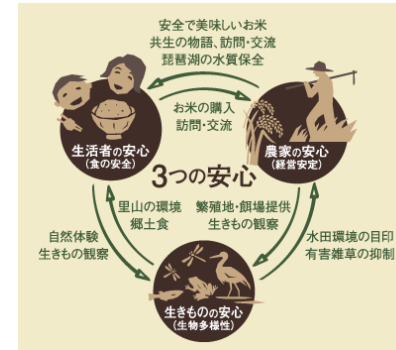 安全で美味しいお米
共生の物語、訪問・交流
琵琶湖の水質保全
お米の購入
訪問・交流
生活者の安心
(食の安全)
農家の安心
(経営安定)
3つの安心
里山の環境
郷土食
繁殖地・餌場提供
生きもの観察
自然体験
生きもの観察
水田環境の目印
有害雑草の抑制
生きものの安心
(生物多様性)